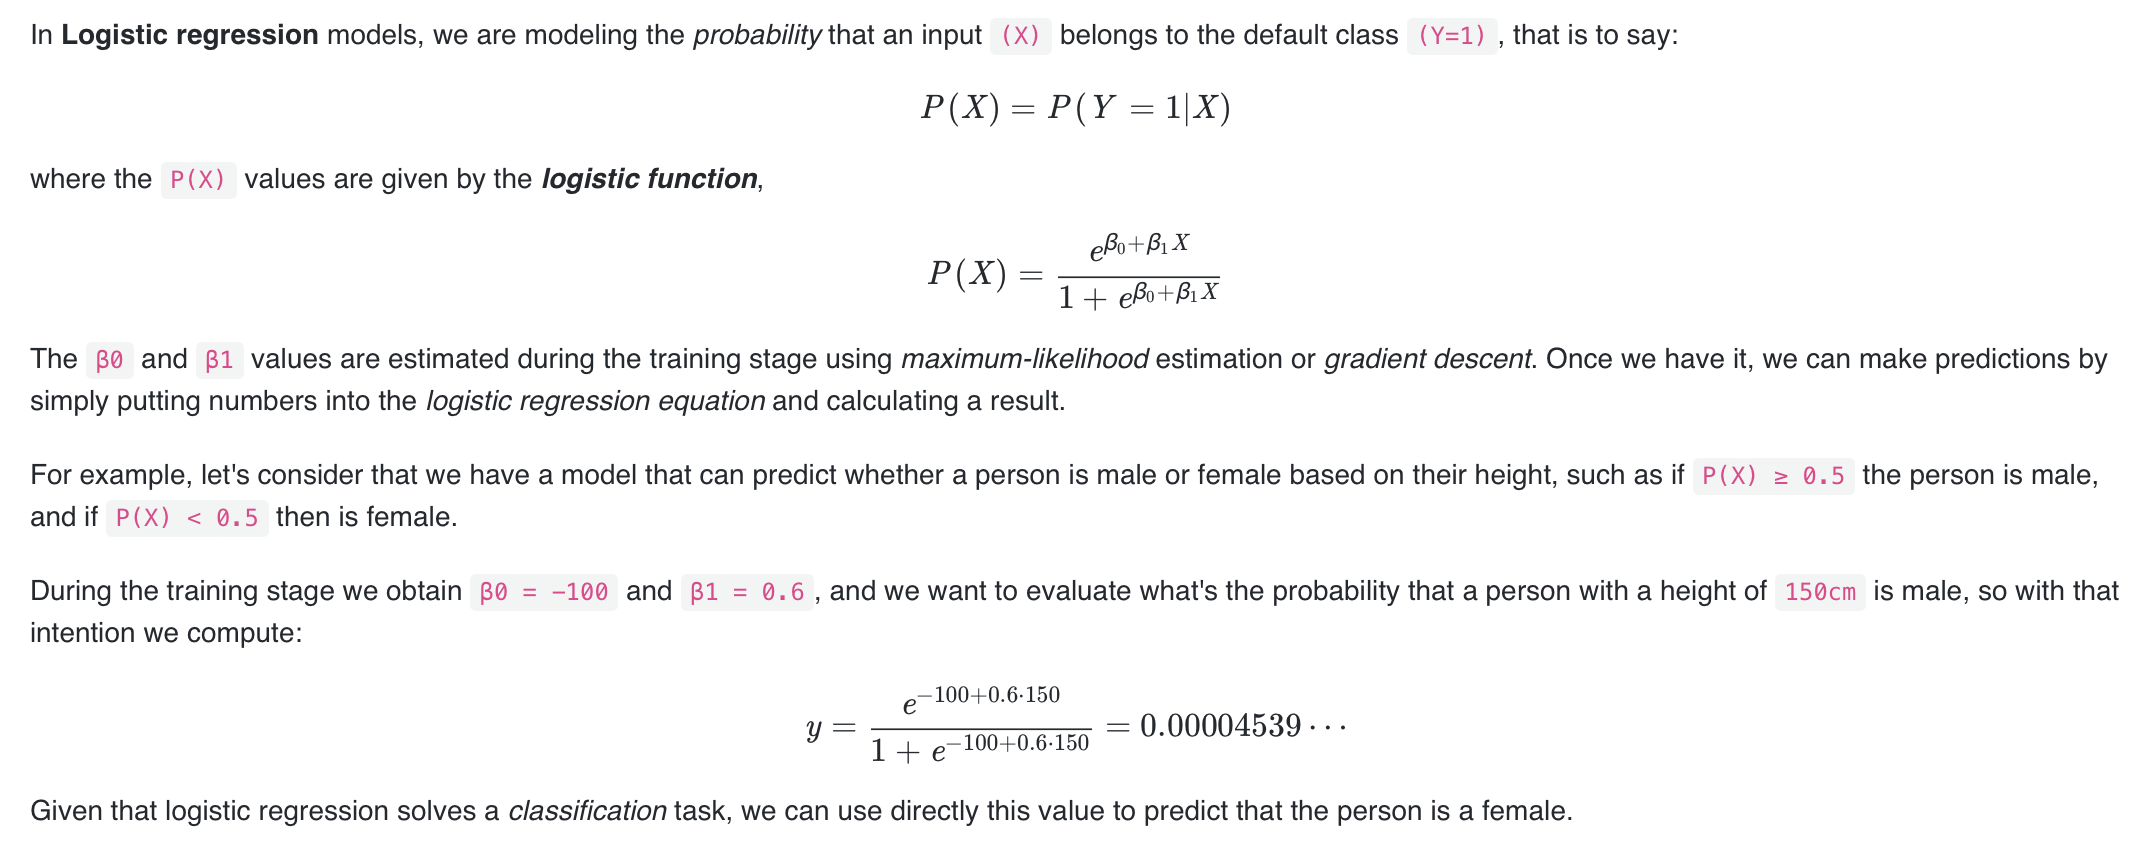 In Logistic regression models, we are modeling the probability that an input (X) belongs to the default class (Y=1) , that is to say:
P(X) = P(Y = 1|X)
where the P(X) values are given by the logistic function,
P(X) = e^{β₀+β₁X} / (1 + e^{β₀+β₁X})
The β0 and β1 values are estimated during the training stage using maximum-likelihood estimation or gradient descent. Once we have it, we can make predictions by
simply putting numbers into the logistic regression equation and calculating a result.
For example, let's consider that we have a model that can predict whether a person is male or female based on their height, such as if P(X) ≥ 0.5 the person is male,
and if P(X) < 0.5 then is female.
During the training stage we obtain β0 = -100 and β1 = 0.6 , and we want to evaluate what's the probability that a person with a height of 150cm is male, so with that
intention we compute:
y = e^{−100+0.6·150} / (1 + e^{−100+0.6·150}) = 0.00004539 · · ·
Given that logistic regression solves a classification task, we can use directly this value to predict that the person is a female.